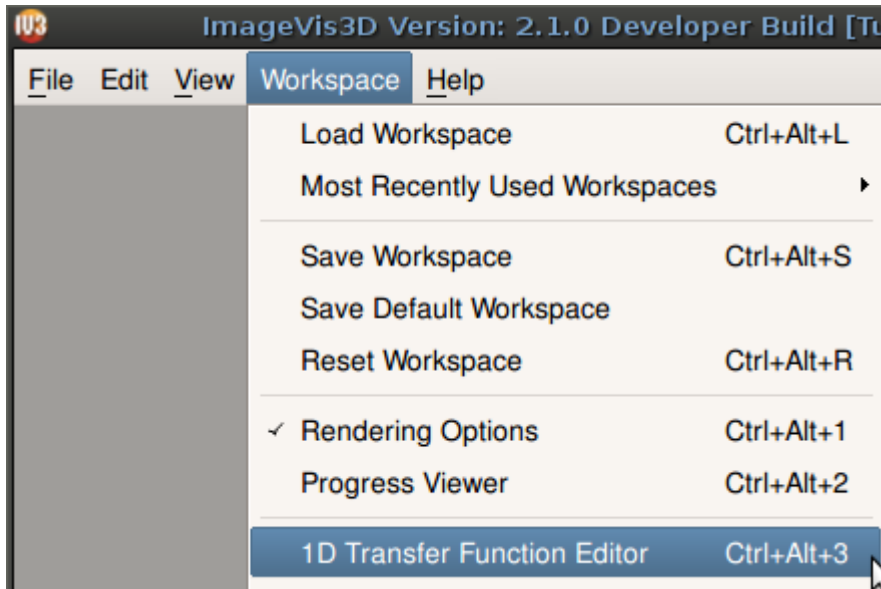 IV3 ImageVis3D Version: 2.1.0 Developer Build [Tu
File Edit View Workspace Help
Load Workspace Ctrl+Alt+L
Most Recently Used Workspaces
Save Workspace Ctrl+Alt+S
Save Default Workspace
Reset Workspace Ctrl+Alt+R
✓ Rendering Options Ctrl+Alt+1
Progress Viewer Ctrl+Alt+2
1D Transfer Function Editor Ctrl+Alt+3